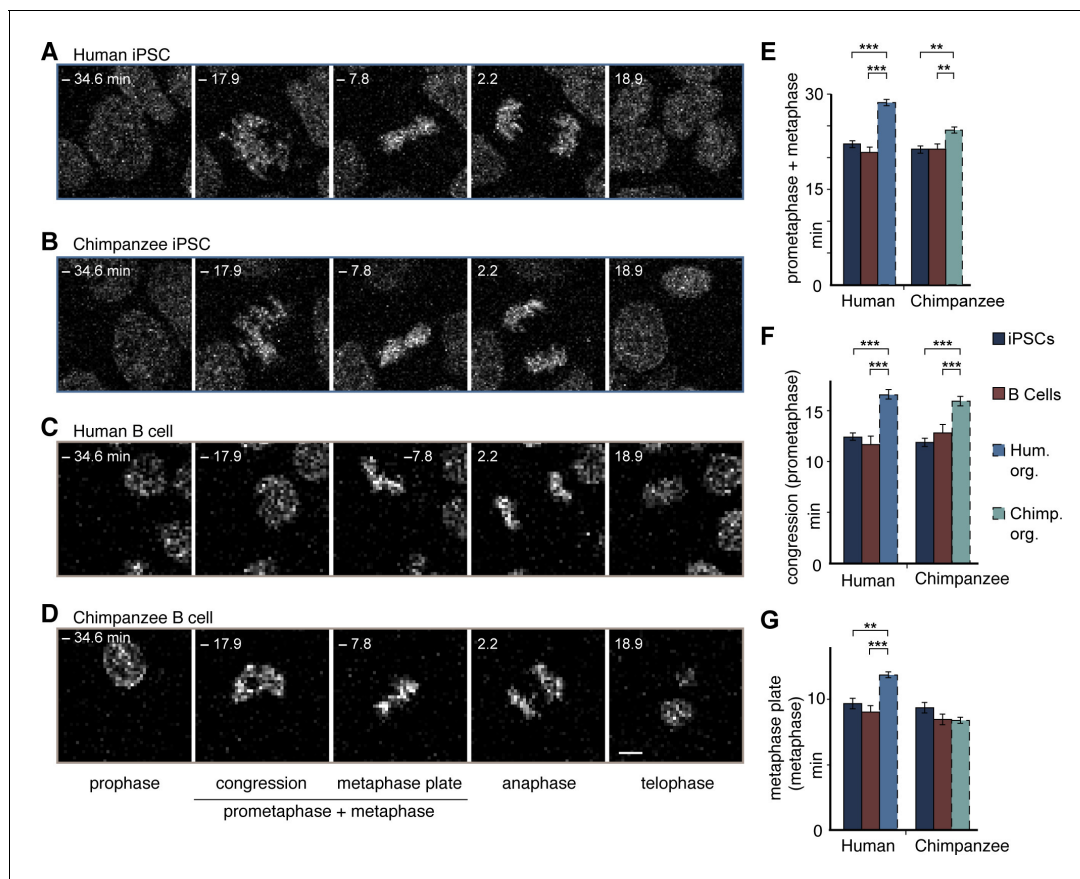 A Human iPSC
– 34.6 min – 17.9 – 7.8 2.2 18.9
B Chimpanzee iPSC
– 34.6 min – 17.9 – 7.8 2.2 18.9
C Human B cell
– 34.6 min – 17.9 –7.8 2.2 18.9
D Chimpanzee B cell
– 34.6 min – 17.9 – 7.8 2.2 18.9
prophase congression metaphase plate anaphase telophase
prometaphase + metaphase
E
*** **
*** **
prometaphase + metaphase
min
30
15
0
Human Chimpanzee
F
*** ***
*** ***
congression (prometaphase)
min
15
10
0
Human Chimpanzee
iPSCs
B Cells
Hum.
org.
Chimp.
org.
G
**
***
metaphase plate
(metaphase)
min
10
0
Human Chimpanzee